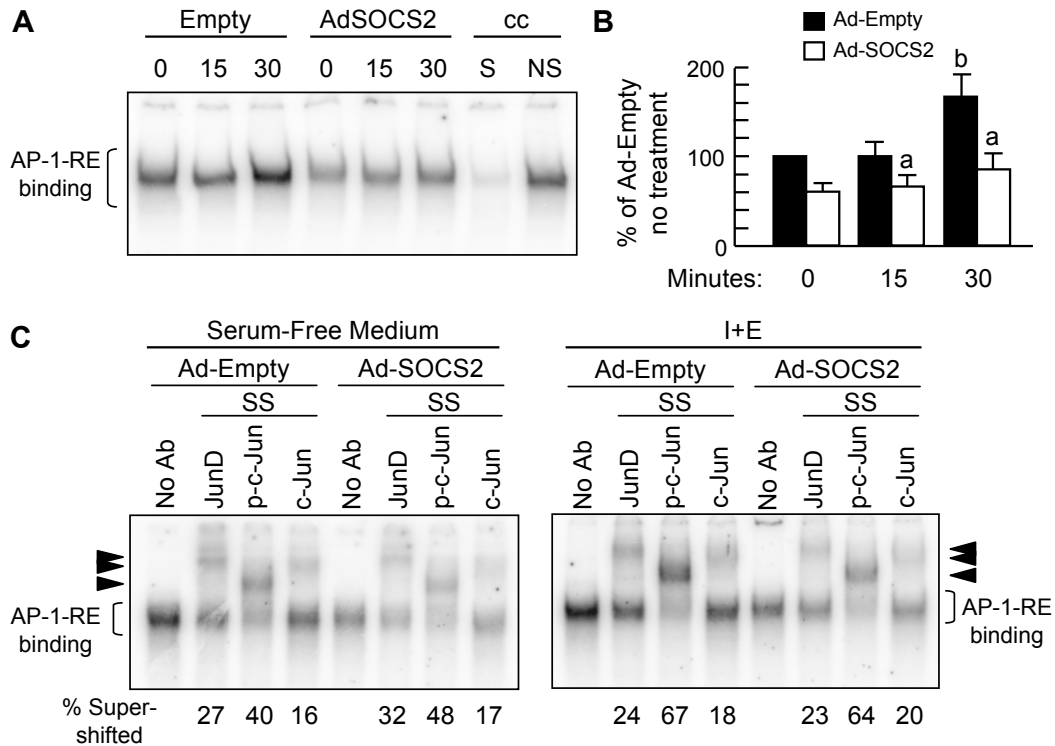 A
Empty AdSOCS2 cc
0 15 30 0 15 30 S NS
AP-1-RE
binding
B
Ad-Empty
Ad-SOCS2
% of Ad-Empty
no treatment
200
100
0
b
a
a
Minutes: 0 15 30
C
Serum-Free Medium
Ad-Empty Ad-SOCS2
SS SS
No Ab JunD p-c-Jun c-Jun No Ab JunD p-c-Jun c-Jun
AP-1-RE
binding
% Super-
shifted
27 40 16 32 48 17
I+E
Ad-Empty Ad-SOCS2
SS SS
No Ab JunD p-c-Jun c-Jun No Ab JunD p-c-Jun c-Jun
AP-1-RE
binding
24 67 18 23 64 20